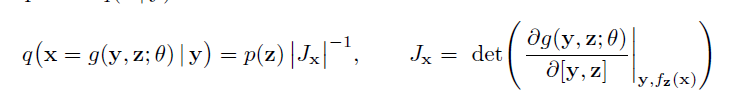 q(x = g(y, z; θ) | y) = p(z) |J_x|^{-1},    J_x = det( ∂g(y, z; θ) / ∂[y, z] |_{y, f_z(x)} )